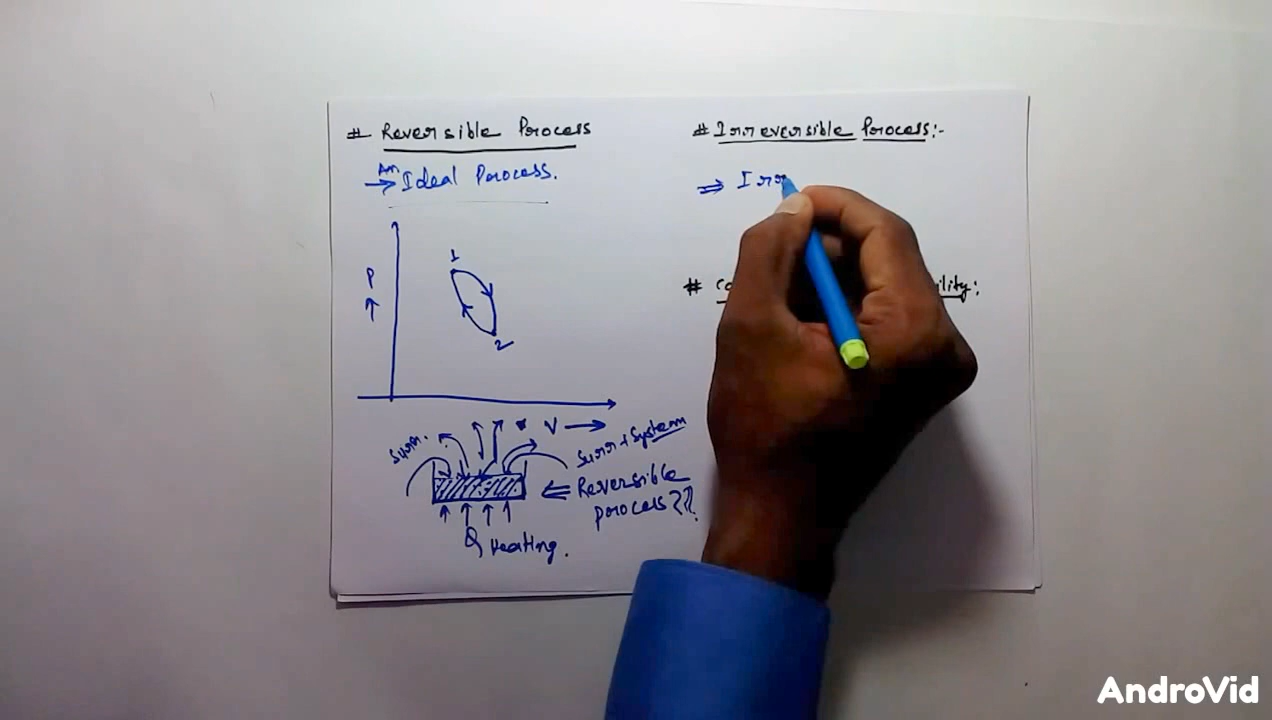 # Reversible Process
→ An Ideal Process.
P
↑
1
2
V →
Surr.
Surr + System
⇐ Reversible
process??
Q Heating.
# Irreversible Process:-
⇒ Irr
#
AndroVid